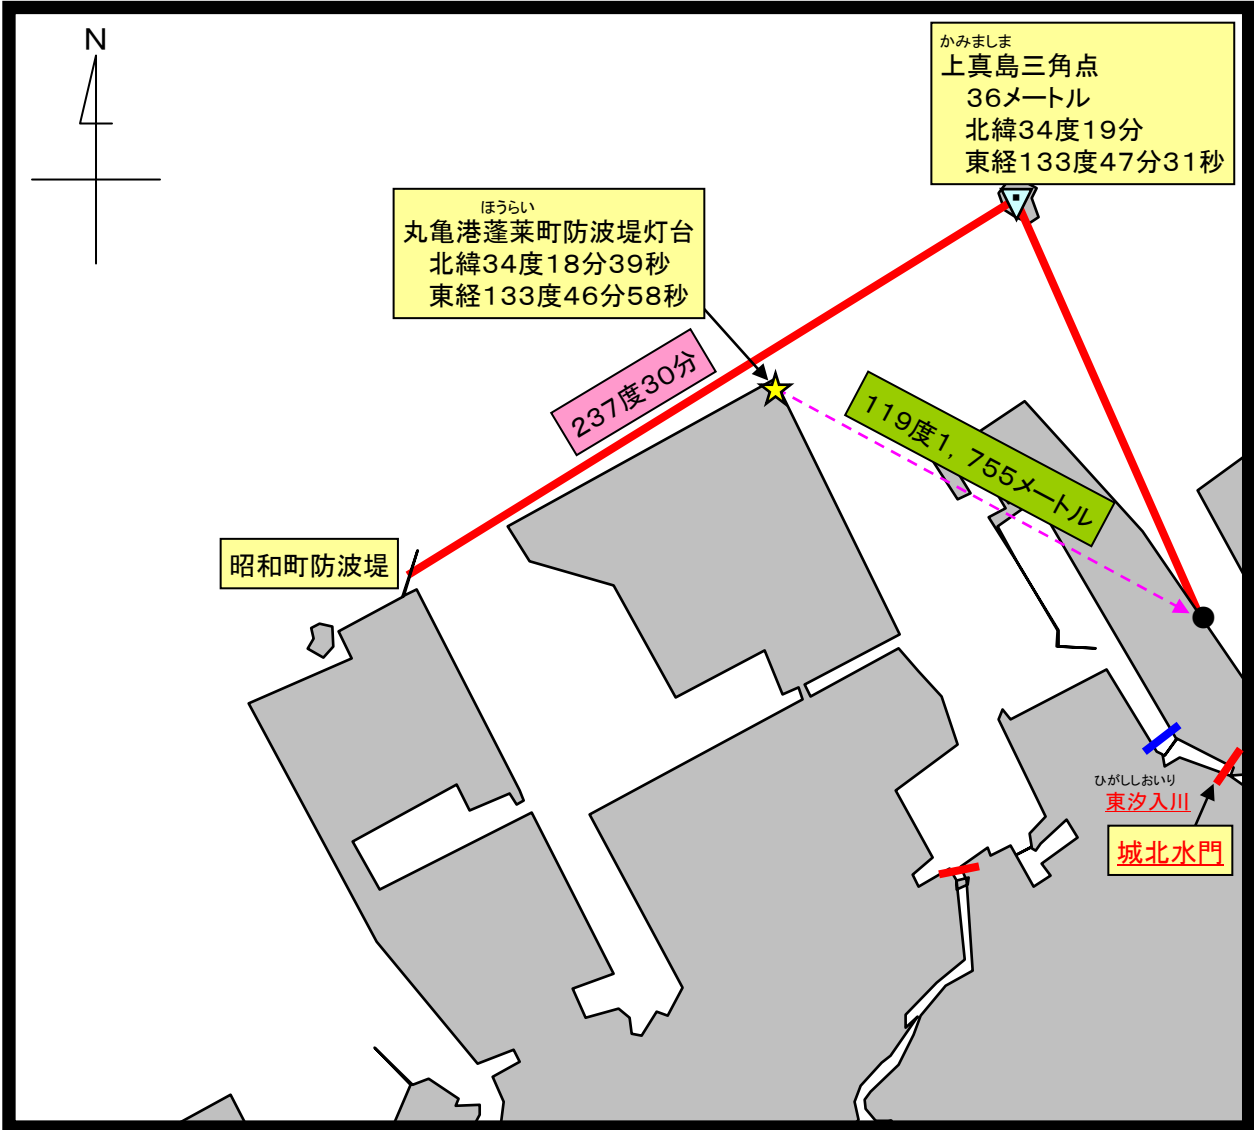 N
かみましま
上真島三角点
36メートル
北緯34度19分
東経133度47分31秒
ほうらい
丸亀港蓬莱町防波堤灯台
北緯34度18分39秒
東経133度46分58秒
237度30分
119度1,755メートル
昭和町防波堤
ひがししおいり
東汐入川
城北水門